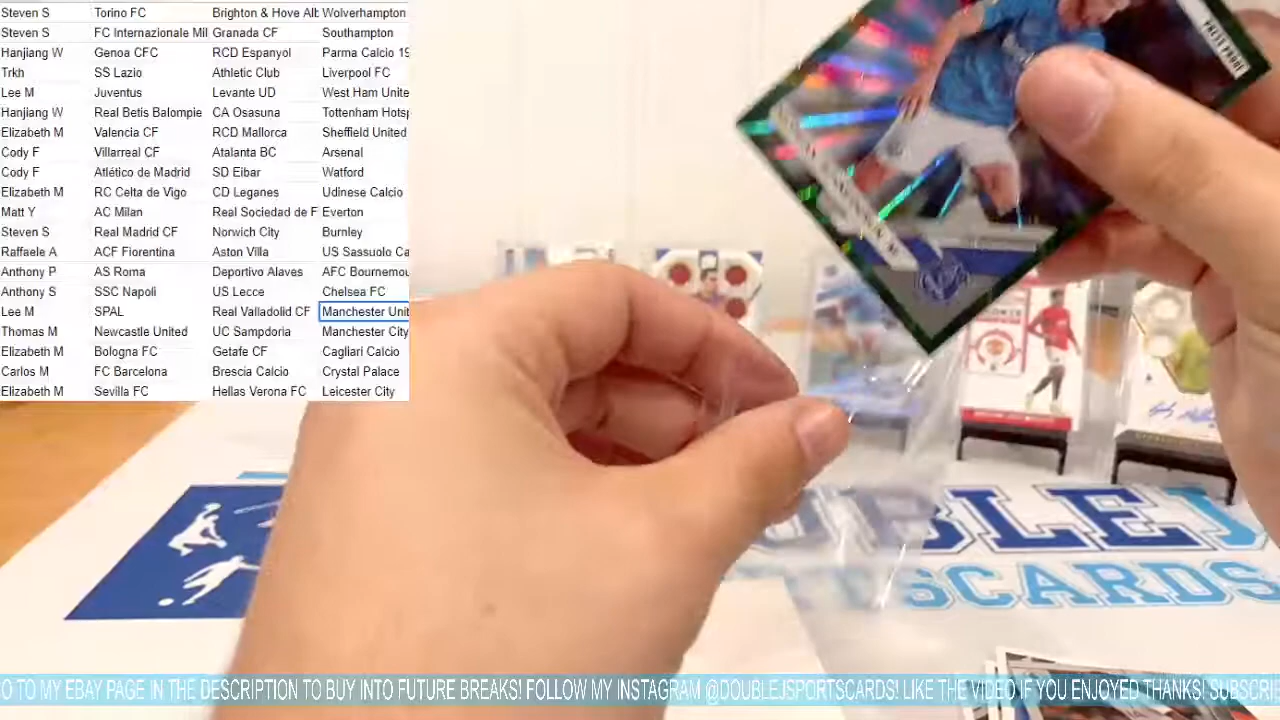 Steven S Torino FC Brighton & Hove Alb Wolverhampton
Steven S FC Internazionale Mil Granada CF Southampton
Hanjiang W Genoa CFC RCD Espanyol Parma Calcio 19
Trkh SS Lazio Athletic Club Liverpool FC
Lee M Juventus Levante UD West Ham Unite
Hanjiang W Real Betis Balompie CA Osasuna Tottenham Hotsp
Elizabeth M Valencia CF RCD Mallorca Sheffield United
Cody F Villarreal CF Atalanta BC Arsenal
Cody F Atlético de Madrid SD Eibar Watford
Elizabeth M RC Celta de Vigo CD Leganes Udinese Calcio
Matt Y AC Milan Real Sociedad de F Everton
Steven S Real Madrid CF Norwich City Burnley
Raffaele A ACF Fiorentina Aston Villa US Sassuolo Ca
Anthony P AS Roma Deportivo Alaves AFC Bournemou
Anthony S SSC Napoli US Lecce Chelsea FC
Lee M SPAL Real Valladolid CF Manchester Unit
Thomas M Newcastle United UC Sampdoria Manchester City
Elizabeth M Bologna FC Getafe CF Cagliari Calcio
Carlos M FC Barcelona Brescia Calcio Crystal Palace
Elizabeth M Sevilla FC Hellas Verona FC Leicester City
PRESS PROOF
UBLEJ
SCARDS
O TO MY EBAY PAGE IN THE DESCRIPTION TO BUY INTO FUTURE BREAKS! FOLLOW MY INSTAGRAM @DOUBLEJSPORTSCARDS! LIKE THE VIDEO IF YOU ENJOYED THANKS! SUBSCRIB